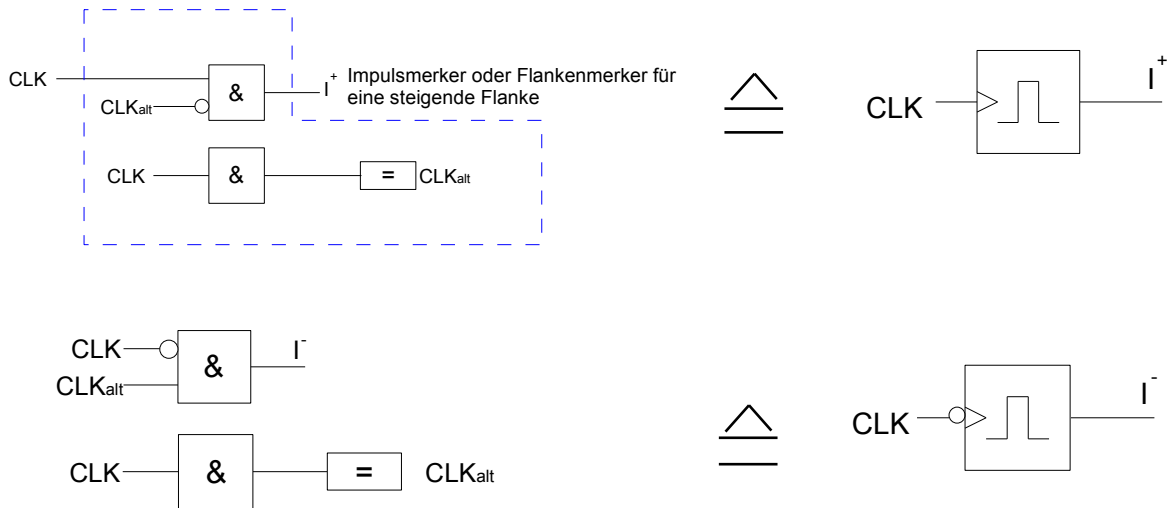 CLK
&
I+ Impulsmerker oder Flankenmerker für
eine steigende Flanke
CLKalt
CLK
&
=
CLKalt
CLK
I+
CLK
CLKalt
&
I-
CLK
&
=
CLKalt
CLK
I-